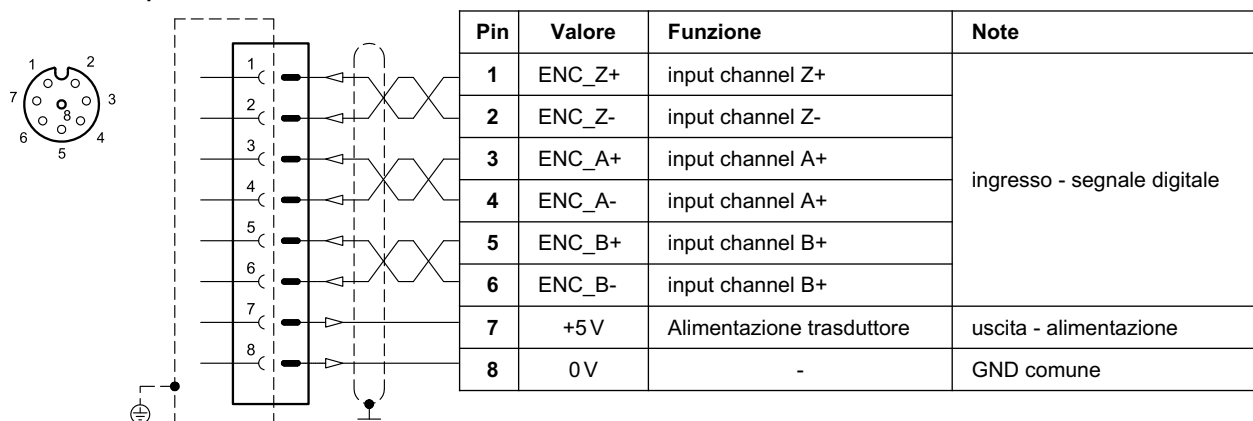 Pin Valore Funzione Note
1 ENC_Z+ input channel Z+
2 ENC_Z- input channel Z-
3 ENC_A+ input channel A+
4 ENC_A- input channel A+
ingresso - segnale digitale
5 ENC_B+ input channel B+
6 ENC_B- input channel B+
7 +5 V Alimentazione trasduttore uscita - alimentazione
8 0 V - GND comune
1 2
7 3
8
6 4
5
1
2
3
4
5
6
7
8